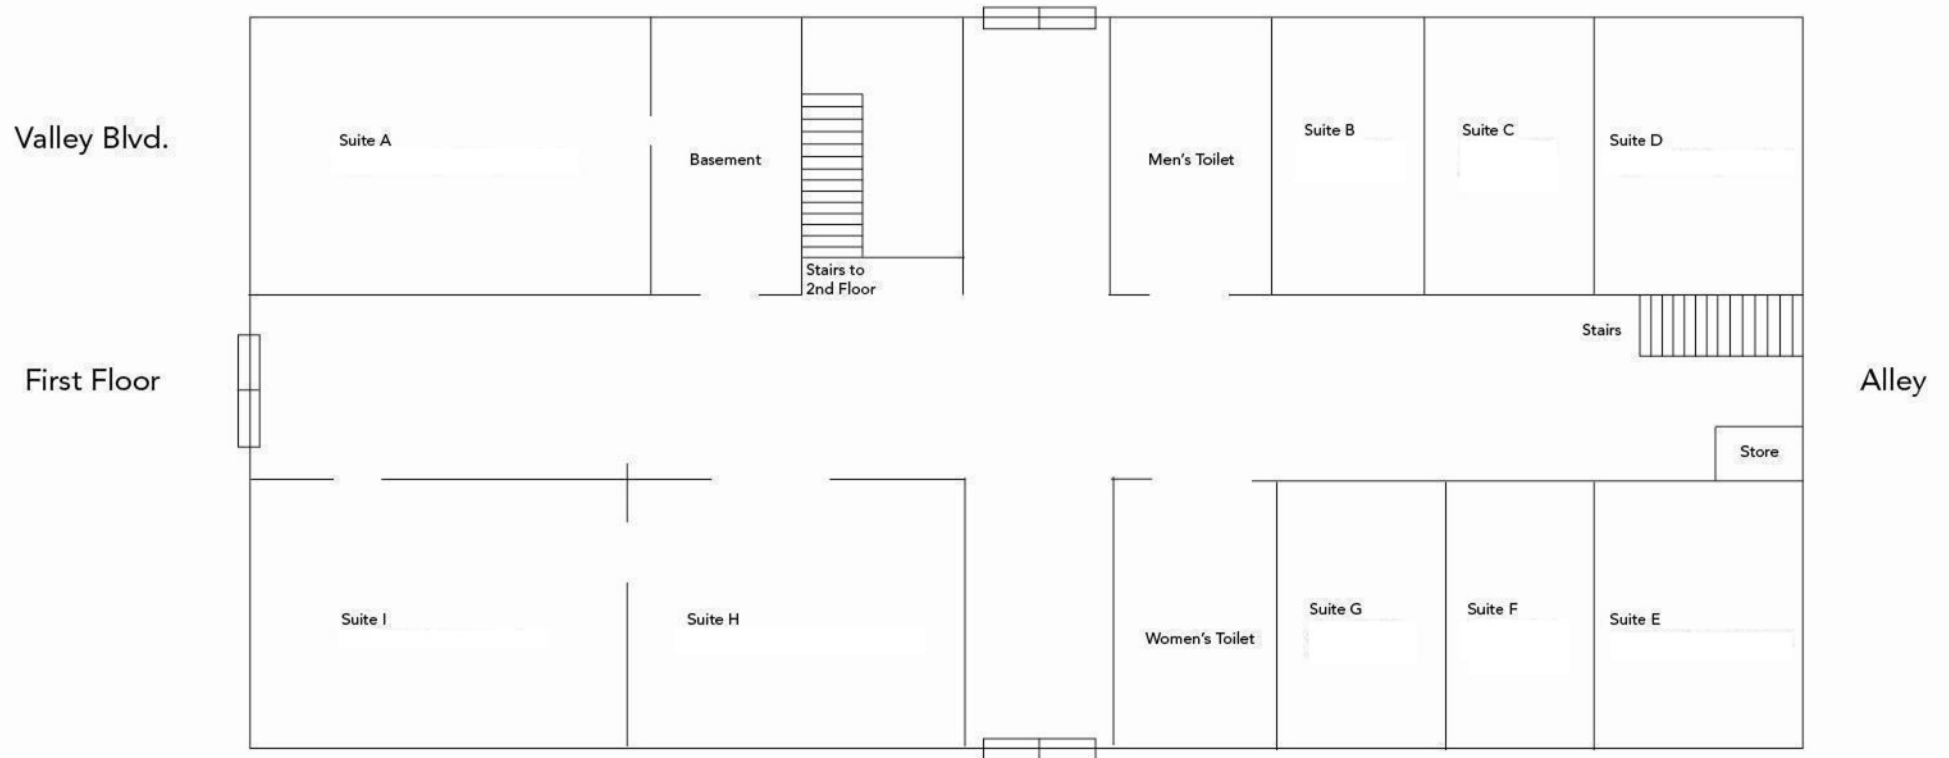 Valley Blvd.
Suite A
Basement
Stairs to
2nd Floor
Men's Toilet
Suite B
Suite C
Suite D
First Floor
Stairs
Alley
Store
Suite I
Suite H
Women's Toilet
Suite G
Suite F
Suite E